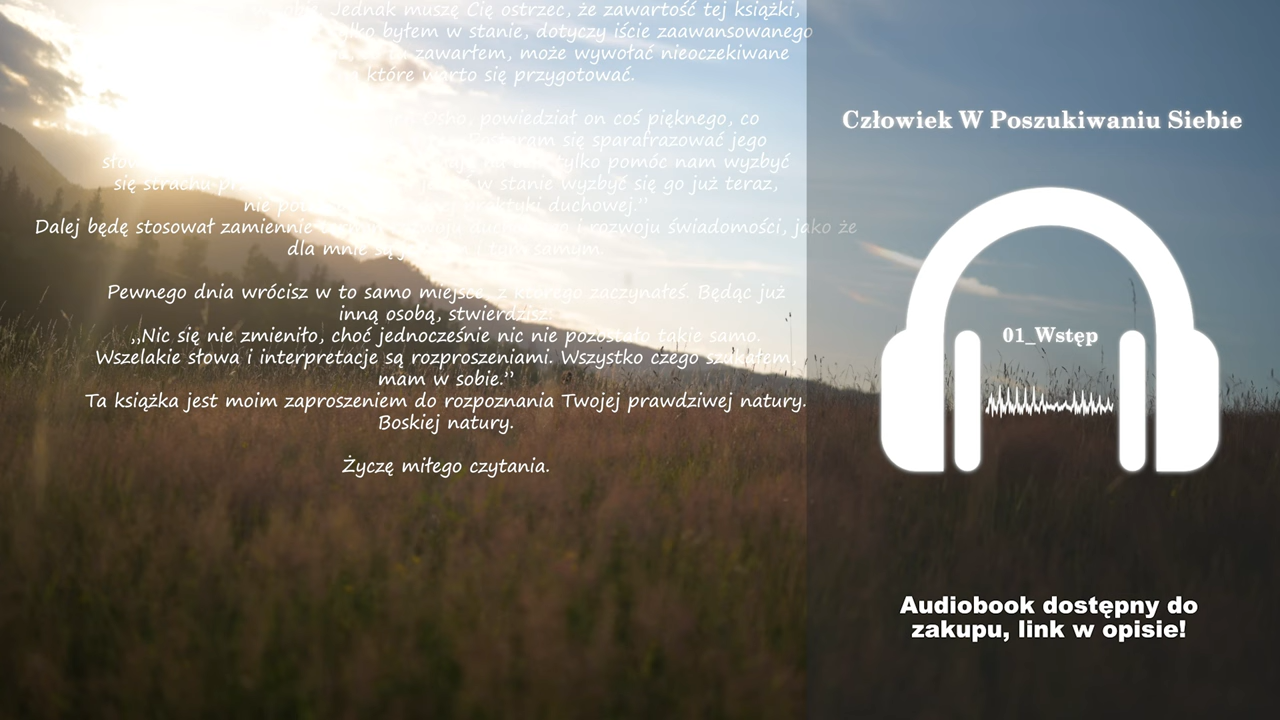 Jednak muszę Cię ostrzec, że zawartość tej książki,
byłem w stanie, dotyczy iście zaawansowanego
zawarłem, może wywołać nieoczekiwane
które warto się przygotować.
Osho, powiedział on coś pięknego, co
staram się sparafrazować jego
tylko pomóc nam wyzbyć
się strachu w stanie wyzbyć się go już teraz,
nie praktyki duchowej.”
Dalej będę stosował zamiennie rozwoju świadomości, jako że
dla mnie są tym samym.
Pewnego dnia wrócisz w to samo miejsce, z którego zaczynałeś. Będąc już
inną osobą, stwierdzisz:
„Nic się nie zmieniło, choć jednocześnie nic nie pozostało takie samo.
Wszelakie słowa i interpretacje są rozproszeniami. Wszystko czego szukałem,
mam w sobie.”
Ta książka jest moim zaproszeniem do rozpoznania Twojej prawdziwej natury.
Boskiej natury.
Życzę miłego czytania.
Człowiek W Poszukiwaniu Siebie
01_Wstęp
Audiobook dostępny do
zakupu, link w opisie!